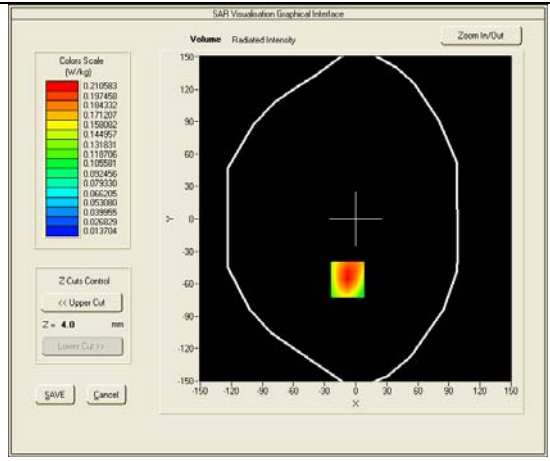 SAR Visualisation Graphical Interface
Volume Radiated Intensity
Zoom In/Out
Colors Scale
(W/kg)
0.210583
0.197458
0.184332
0.171207
0.158082
0.144957
0.131831
0.118706
0.105581
0.092456
0.079330
0.066205
0.053080
0.039955
0.026829
0.013704
Z Cuts Control
<< Upper Cut
Z = 4.0 mm
Lower Cut >>
SAVE
Cancel
150-
120-
90-
60-
30-
0-
-30-
-60-
-90-
-120-
-150-
Y
-150 -120 -90 -60 -30 0 30 60 90 120 150
X